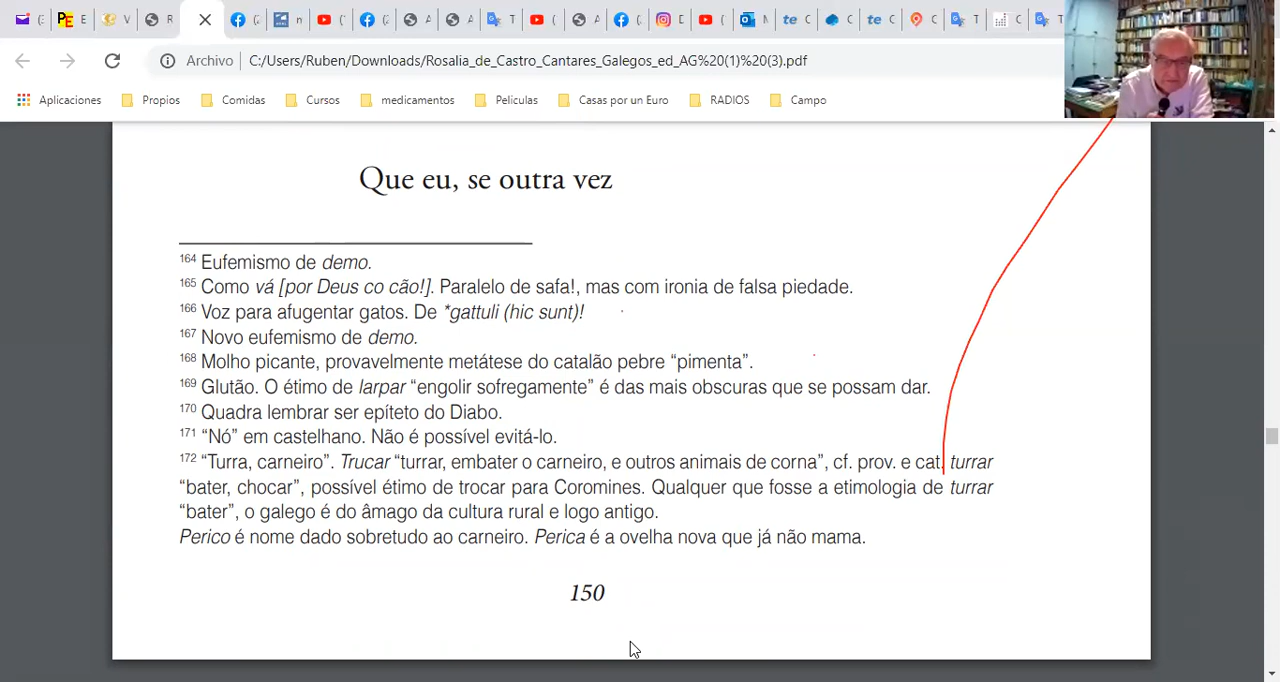 Archivo
C:/Users/Ruben/Downloads/Rosalía_de_Castro_Cantares_Galegos_ed_AG%20(1)%20(3).pdf
Aplicaciones Propios Comidas Cursos medicamentos Películas Casas por un Euro RADIOS Campo
Que eu, se outra vez
164 Eufemismo de demo.
165 Como vá [por Deus co cão!]. Paralelo de safa!, mas com ironia de falsa piedade.
166 Voz para afugentar gatos. De *gattuli (hic sunt)!
167 Novo eufemismo de demo.
168 Molho picante, provavelmente metátese do catalão pebre “pimenta”.
169 Glutão. O étimo de larpar “engolir sofregamente” é das mais obscuras que se possam dar.
170 Quadra lembrar ser epíteto do Diabo.
171 “Nó” em castelhano. Não é possível evitá-lo.
172 “Turra, carneiro”. Trucar “turrar, embater o carneiro, e outros animais de corna”, cf. prov. e cat. turrar
“bater, chocar”, possível étimo de trocar para Coromines. Qualquer que fosse a etimologia de turrar
“bater”, o galego é do âmago da cultura rural e logo antigo.
Perico é nome dado sobretudo ao carneiro. Perica é a ovelha nova que já não mama.
150